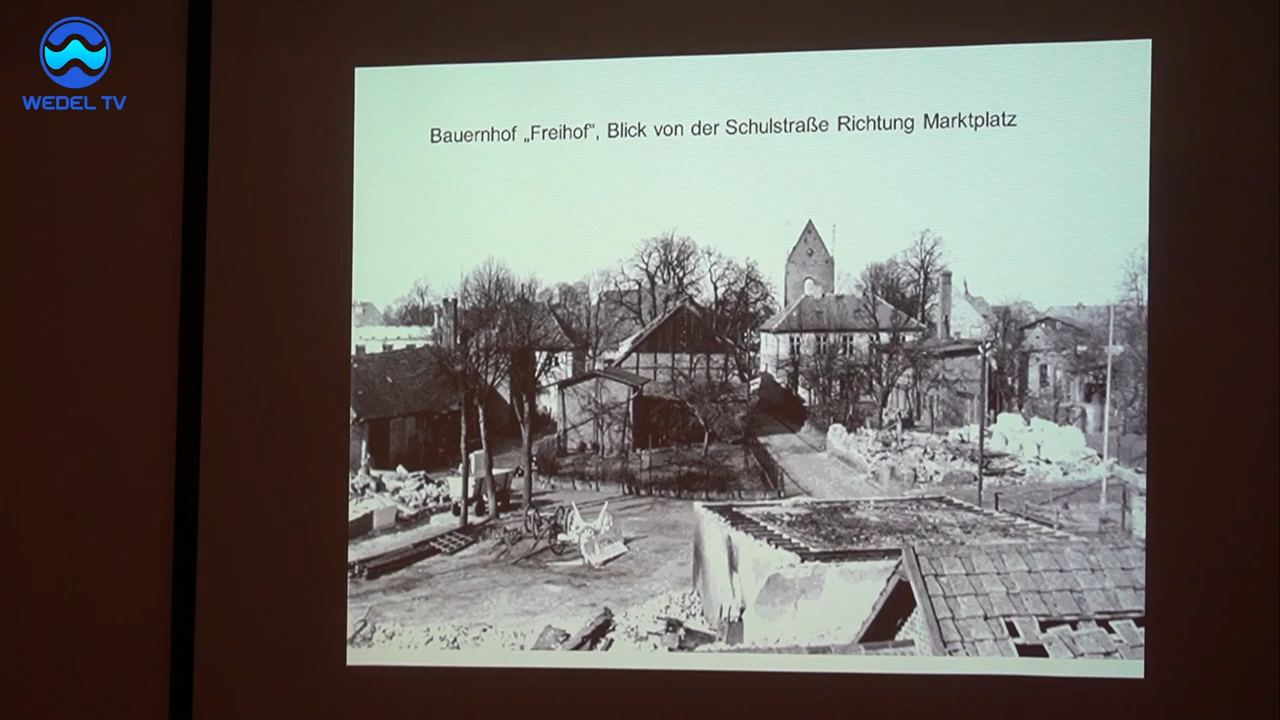 WEDEL TV
Bauernhof „Freihof“, Blick von der Schulstraße Richtung Marktplatz